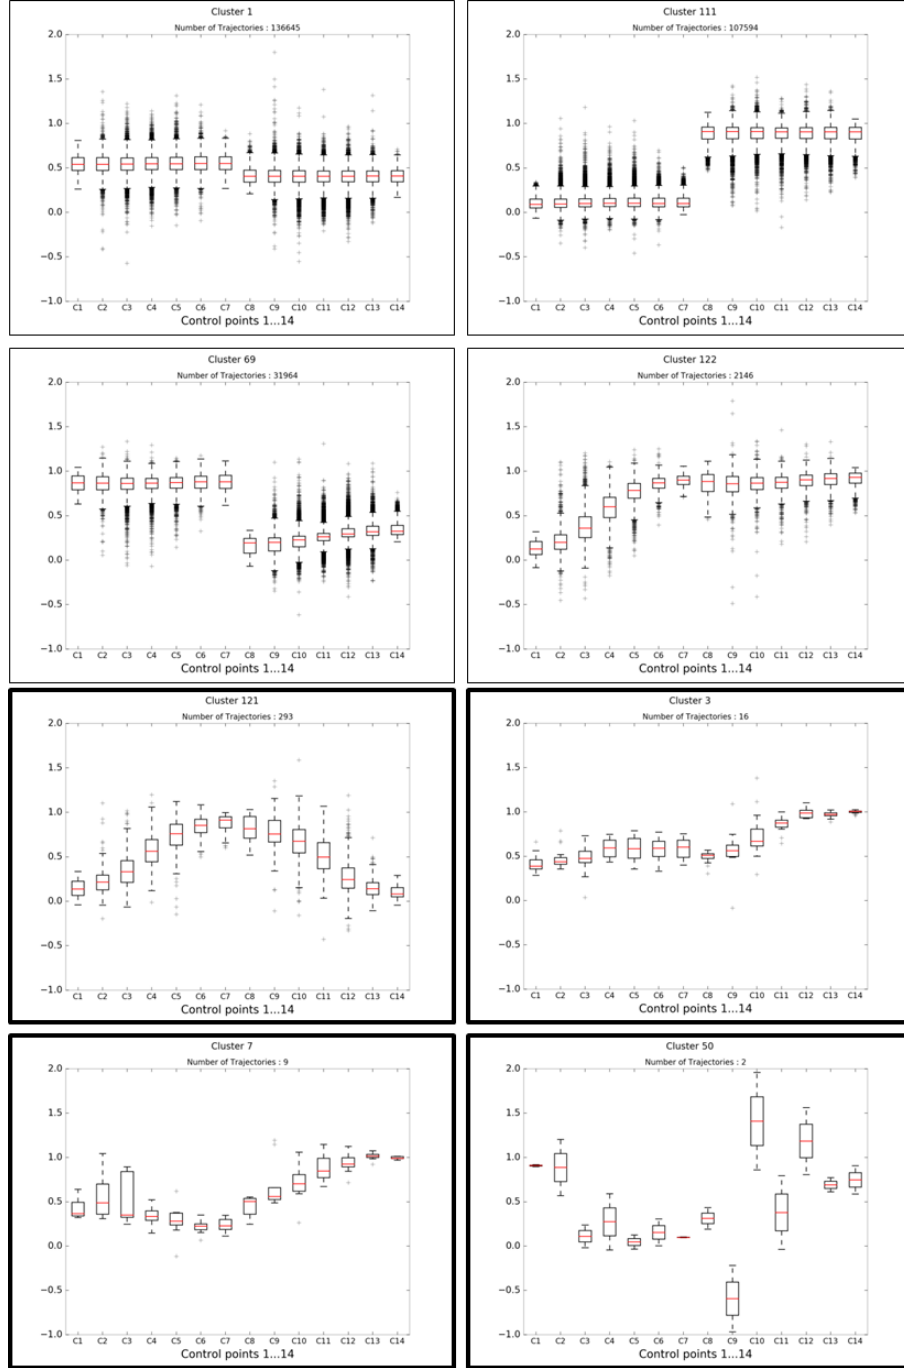 Cluster 1
Number of Trajectories : 136645
2.0
1.5
1.0
0.5
0.0
−0.5
−1.0
C1 C2 C3 C4 C5 C6 C7 C8 C9 C10 C11 C12 C13 C14
Control points 1...14
Cluster 111
Number of Trajectories : 107594
2.0
1.5
1.0
0.5
0.0
−0.5
−1.0
C1 C2 C3 C4 C5 C6 C7 C8 C9 C10 C11 C12 C13 C14
Control points 1...14
Cluster 69
Number of Trajectories : 31964
2.0
1.5
1.0
0.5
0.0
−0.5
−1.0
C1 C2 C3 C4 C5 C6 C7 C8 C9 C10 C11 C12 C13 C14
Control points 1...14
Cluster 122
Number of Trajectories : 2146
2.0
1.5
1.0
0.5
0.0
−0.5
−1.0
C1 C2 C3 C4 C5 C6 C7 C8 C9 C10 C11 C12 C13 C14
Control points 1...14
Cluster 121
Number of Trajectories : 293
2.0
1.5
1.0
0.5
0.0
−0.5
−1.0
C1 C2 C3 C4 C5 C6 C7 C8 C9 C10 C11 C12 C13 C14
Control points 1...14
Cluster 3
Number of Trajectories : 16
2.0
1.5
1.0
0.5
0.0
−0.5
−1.0
C1 C2 C3 C4 C5 C6 C7 C8 C9 C10 C11 C12 C13 C14
Control points 1...14
Cluster 7
Number of Trajectories : 9
2.0
1.5
1.0
0.5
0.0
−0.5
−1.0
C1 C2 C3 C4 C5 C6 C7 C8 C9 C10 C11 C12 C13 C14
Control points 1...14
Cluster 50
Number of Trajectories : 2
2.0
1.5
1.0
0.5
0.0
−0.5
−1.0
C1 C2 C3 C4 C5 C6 C7 C8 C9 C10 C11 C12 C13 C14
Control points 1...14